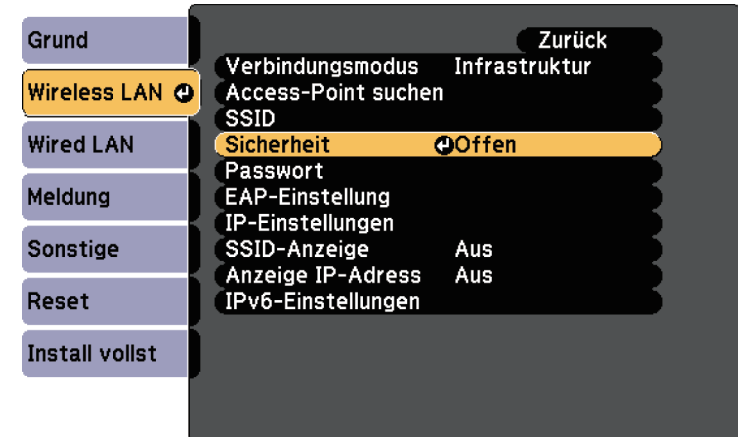 Grund
Wireless LAN
Wired LAN
Meldung
Sonstige
Reset
Install vollst
Zurück
Verbindungsmodus Infrastruktur
Access-Point suchen
SSID
Sicherheit Offen
Passwort
EAP-Einstellung
IP-Einstellungen
SSID-Anzeige Aus
Anzeige IP-Adress Aus
IPv6-Einstellungen